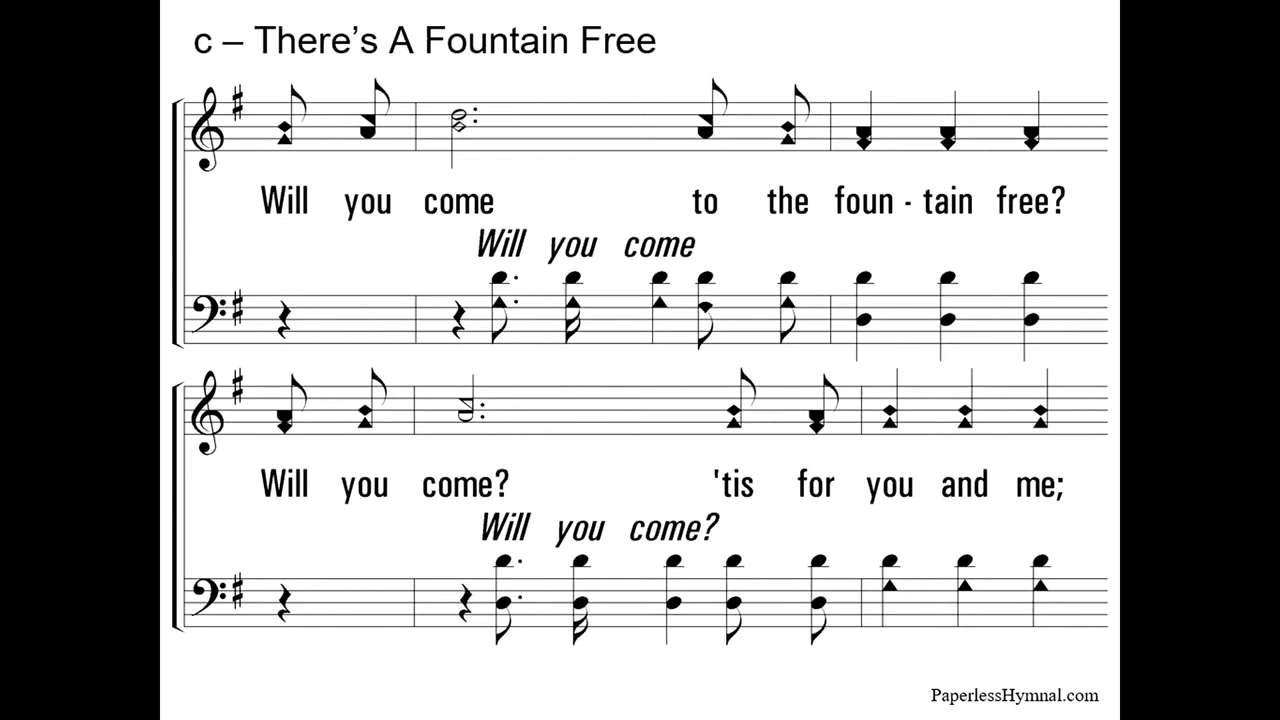 c – There’s A Fountain Free
Will you come to the foun - tain free?
Will you come
Will you come? 'tis for you and me;
Will you come?
PaperlessHymnal.com